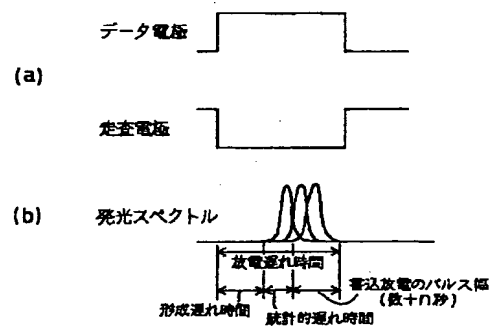 データ電極
(a)
走査電極
(b) 発光スペクトル
放電遅れ時間
書込放電のパルス幅
(数十n秒)
形成遅れ時間
統計的遅れ時間